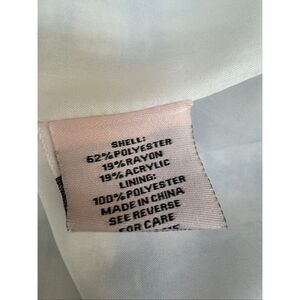 SHELL:
62% POLYESTER
19% RAYON
19% ACRYLIC
LINING:
100% POLYESTER
MADE IN CHINA
SEE REVERSE
FOR CARE